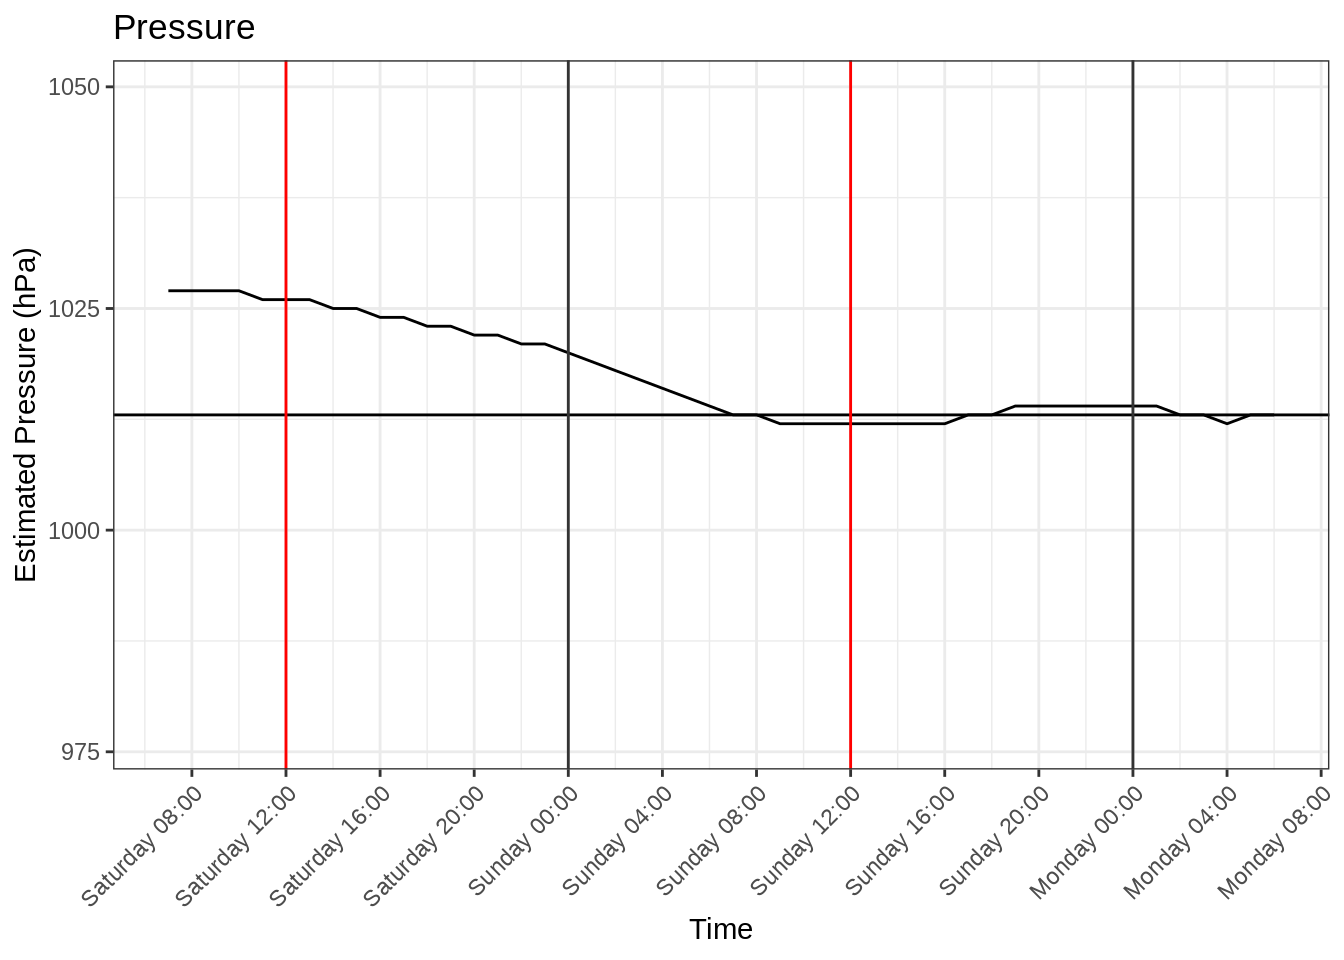 Pressure
Estimated Pressure (hPa)
1050
1025
1000
975
Saturday 08:00
Saturday 12:00
Saturday 16:00
Saturday 20:00
Sunday 00:00
Sunday 04:00
Sunday 08:00
Sunday 12:00
Sunday 16:00
Sunday 20:00
Monday 00:00
Monday 04:00
Monday 08:00
Time